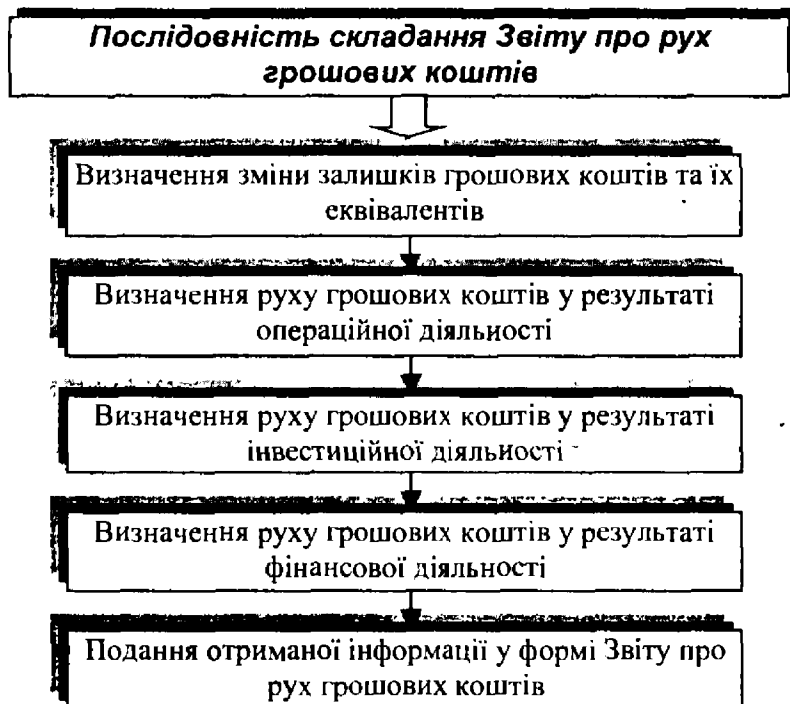 Послідовність складання Звіту про рух
грошових коштів
Визначення зміни залишків грошових коштів та їх
еквівалентів
Визначення руху грошових коштів у результаті
операційної діяльності
Визначення руху грошових коштів у результаті
інвестиційної діяльності
Визначення руху грошових коштів у результаті
фінансової діяльності
Подання отриманої інформації у формі Звіту про
рух грошових коштів